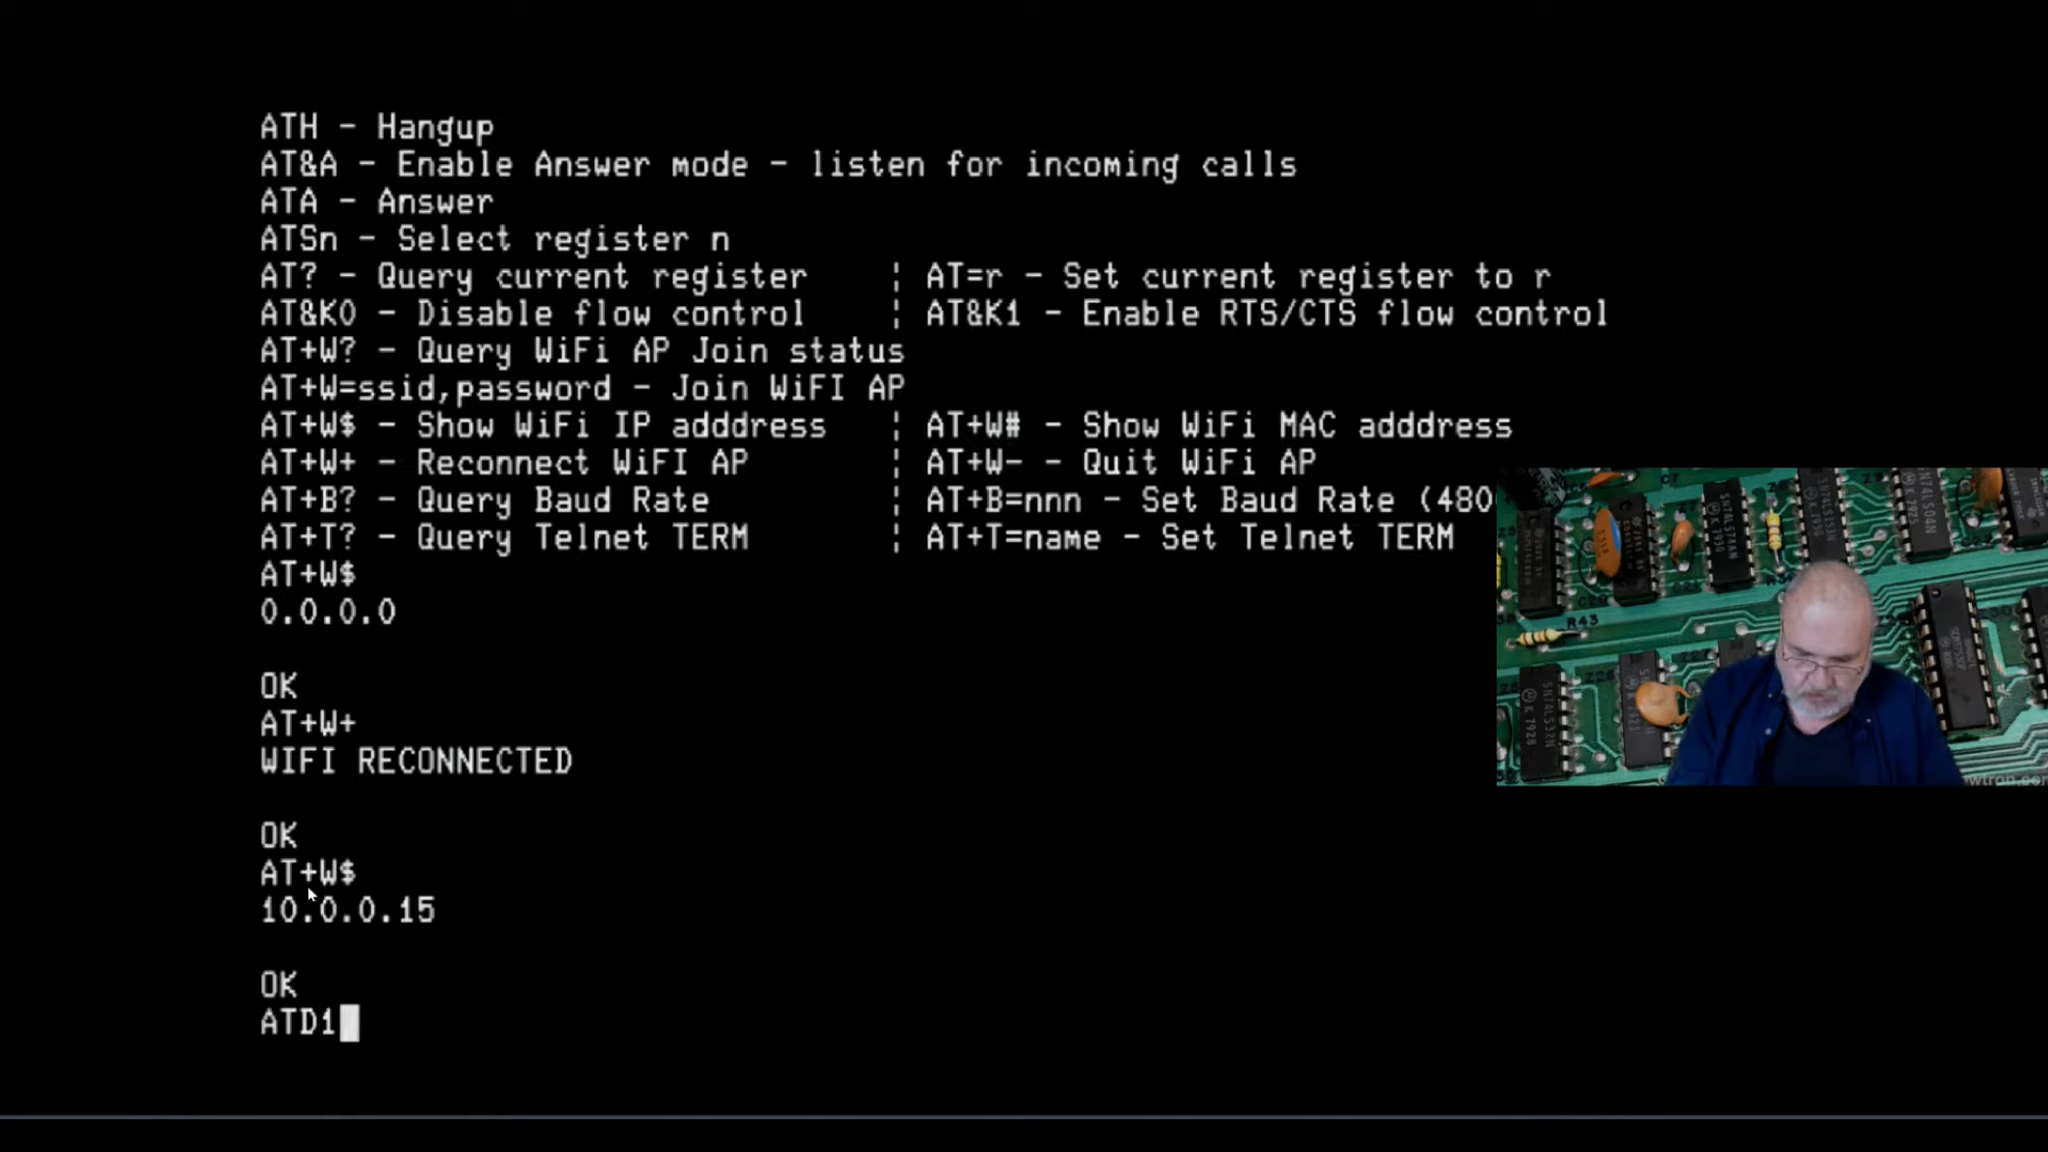 ATH - Hangup
AT&A - Enable Answer mode - listen for incoming calls
ATA - Answer
ATSn - Select register n
AT? - Query current register ¦ AT=r - Set current register to r
AT&K0 - Disable flow control ¦ AT&K1 - Enable RTS/CTS flow control
AT+W? - Query WiFi AP Join status
AT+W=ssid,password - Join WiFI AP
AT+W$ - Show WiFi IP adddress ¦ AT+W# - Show WiFi MAC adddress
AT+W+ - Reconnect WiFI AP ¦ AT+W- - Quit WiFi AP
AT+B? - Query Baud Rate ¦ AT+B=nnn - Set Baud Rate (480
AT+T? - Query Telnet TERM ¦ AT+T=name - Set Telnet TERM
AT+W$
0.0.0.0
OK
AT+W+
WIFI RECONNECTED
OK
AT+W$
10.0.0.15
OK
ATD1
R43
SN74LS04N
SN74LS32N
K 7928